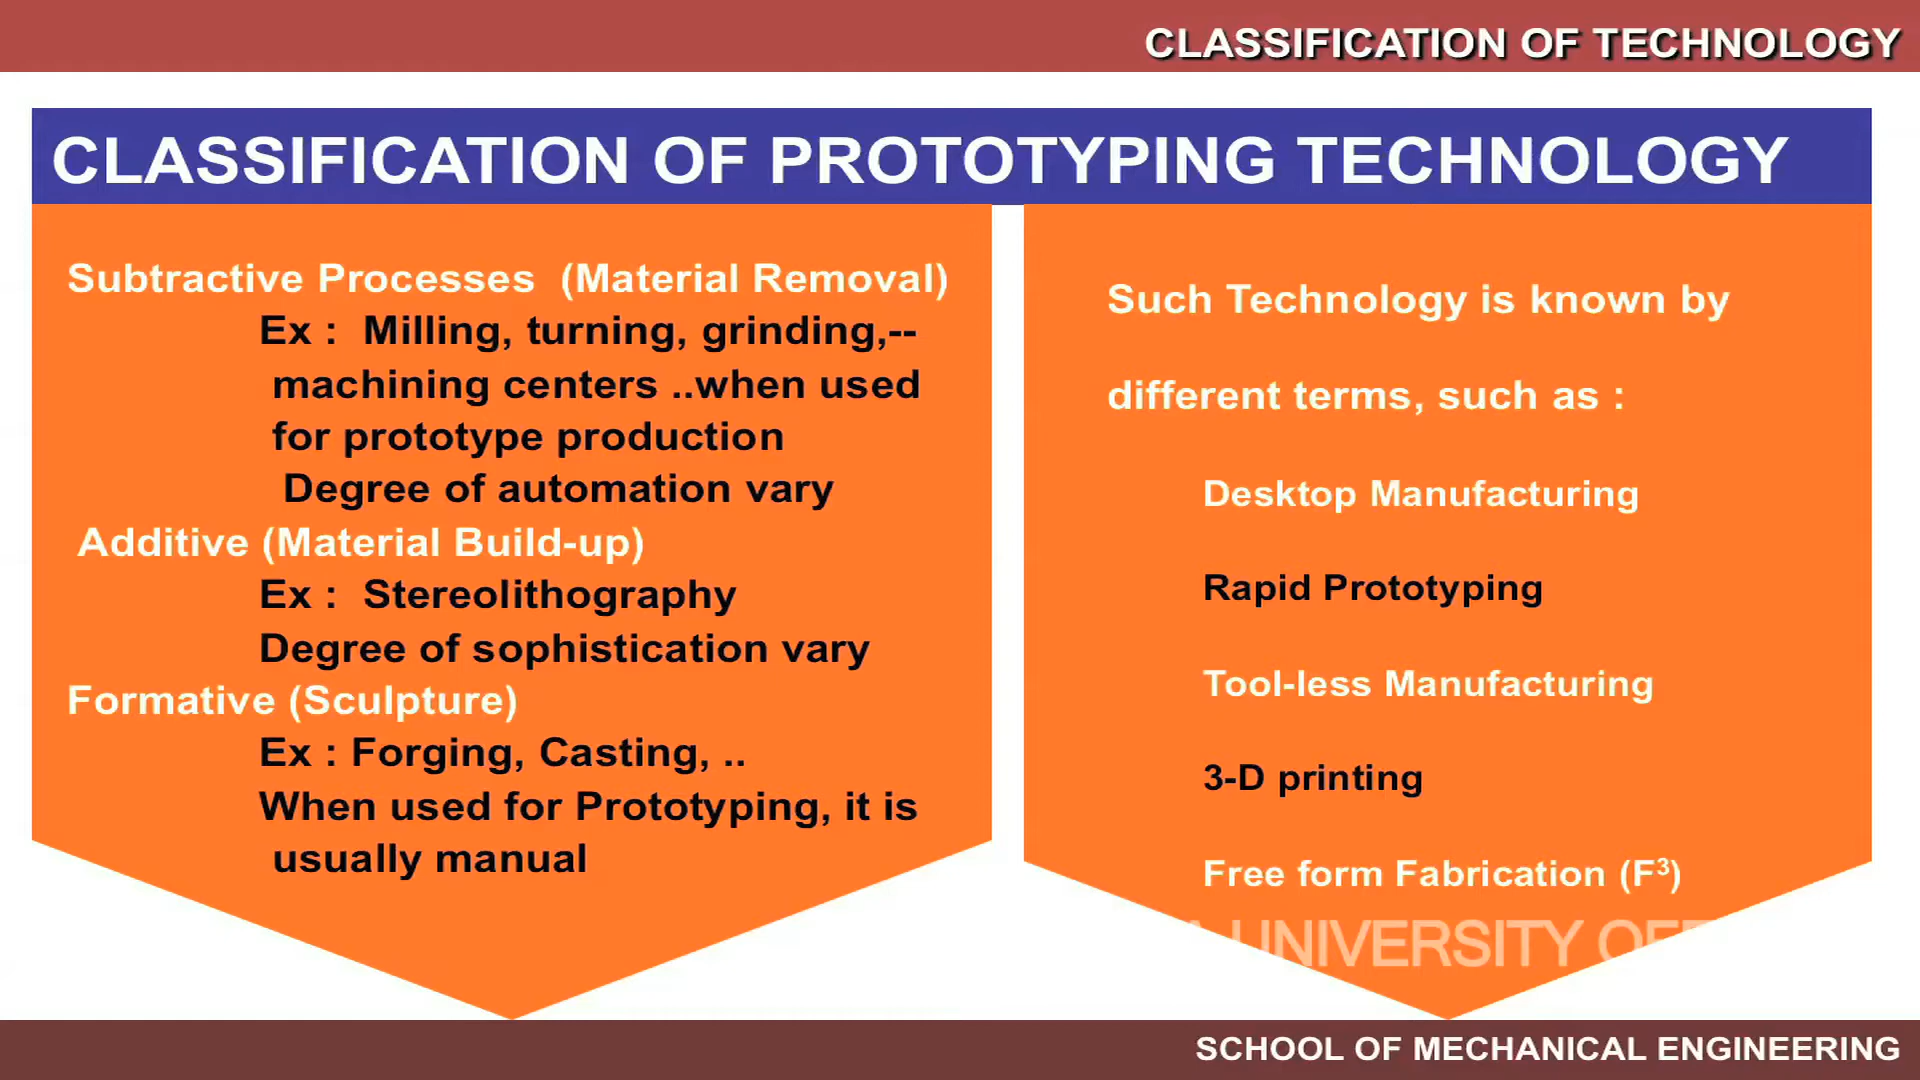 CLASSIFICATION OF TECHNOLOGY
CLASSIFICATION OF PROTOTYPING TECHNOLOGY
Subtractive Processes (Material Removal)
Ex : Milling, turning, grinding,--
machining centers ..when used
for prototype production
Degree of automation vary
Additive (Material Build-up)
Ex : Stereolithography
Degree of sophistication vary
Formative (Sculpture)
Ex : Forging, Casting, ..
When used for Prototyping, it is
usually manual
Such Technology is known by
different terms, such as :
Desktop Manufacturing
Rapid Prototyping
Tool-less Manufacturing
3-D printing
Free form Fabrication (F³)
UNIVERSITY OF
SCHOOL OF MECHANICAL ENGINEERING